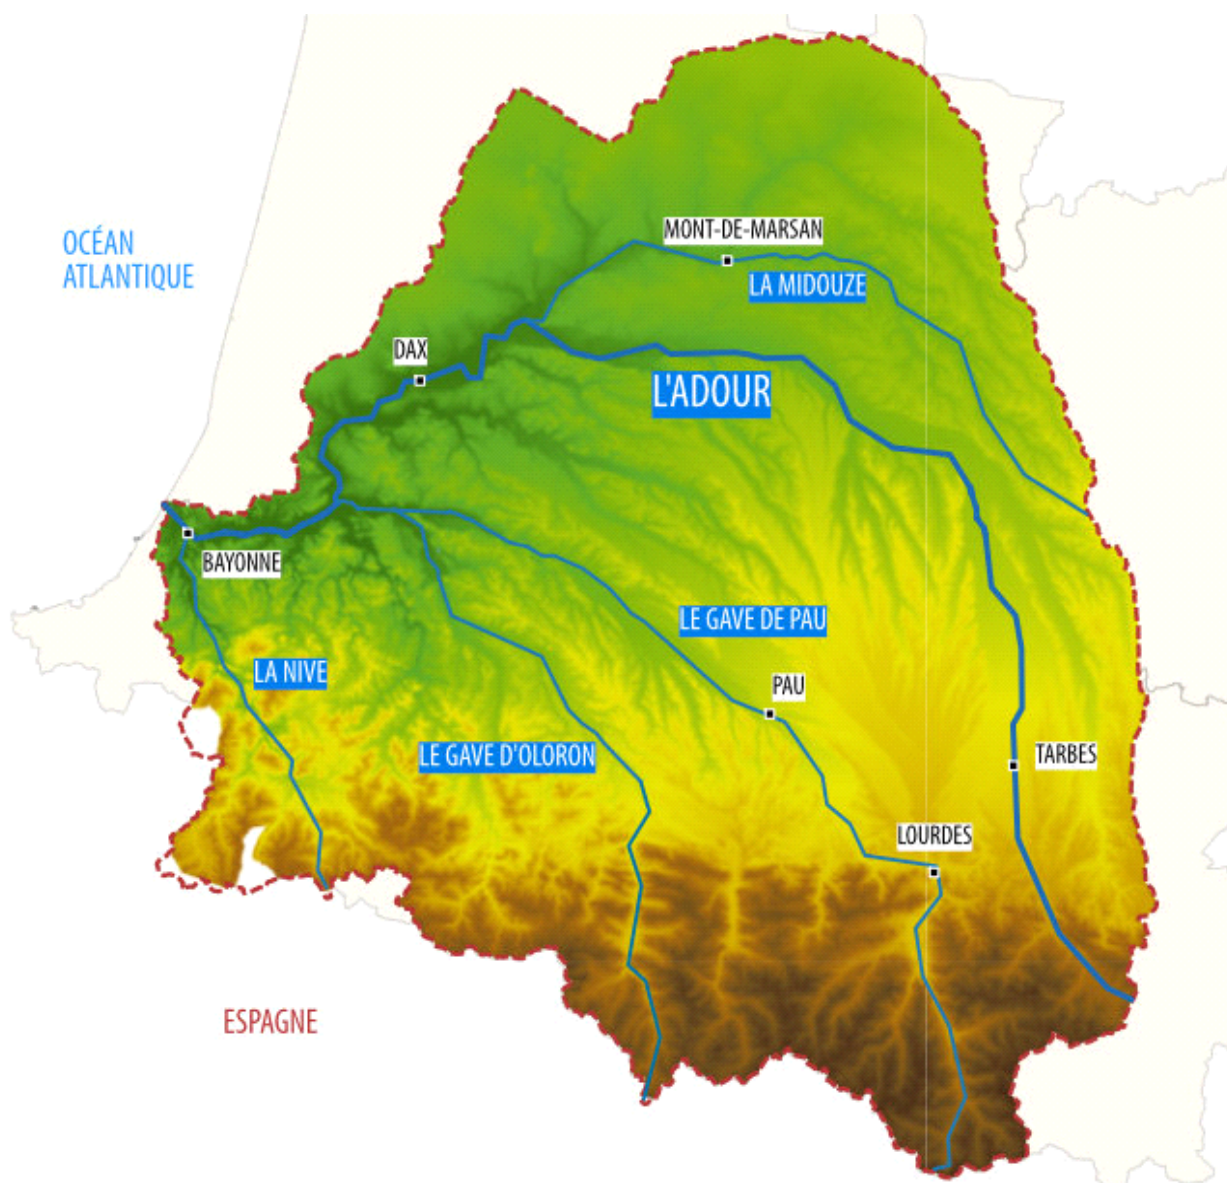 MONT-DE-MARSAN
OCÉAN
ATLANTIQUE
LA MIDOUZE
DAX
L'ADOUR
BAYONNE
LE GAVE DE PAU
LA NIVE
PAU
LE GAVE D'OLORON
TARBES
LOURDES
ESPAGNE